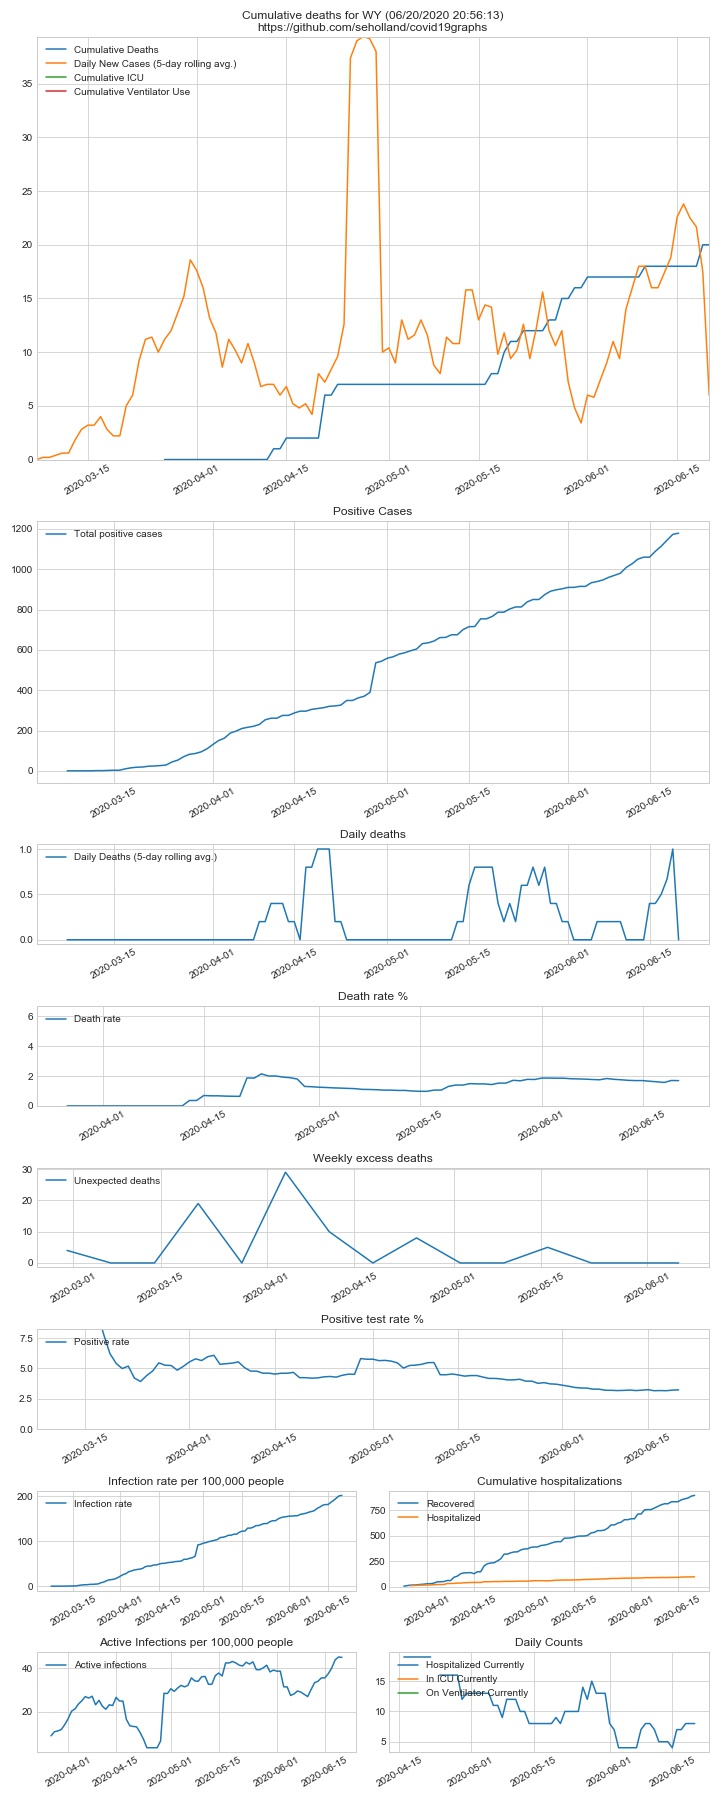 Cumulative deaths for WY (06/20/2020 20:56:13)
https://github.com/seholland/covid19graphs
Cumulative Deaths
Daily New Cases (5-day rolling avg.)
Cumulative ICU
Cumulative Ventilator Use
35
30
25
20
15
10
5
0
2020-03-15 2020-04-01 2020-04-15 2020-05-01 2020-05-15 2020-06-01 2020-06-15
Positive Cases
Total positive cases
1200
1000
800
600
400
200
0
2020-03-15 2020-04-01 2020-04-15 2020-05-01 2020-05-15 2020-06-01 2020-06-15
Daily deaths
Daily Deaths (5-day rolling avg.)
1.0
0.5
0.0
2020-03-15 2020-04-01 2020-04-15 2020-05-01 2020-05-15 2020-06-01 2020-06-15
Death rate %
Death rate
6
4
2
0
2020-04-01 2020-04-15 2020-05-01 2020-05-15 2020-06-01 2020-06-15
Weekly excess deaths
Unexpected deaths
30
20
10
0
2020-03-01 2020-03-15 2020-04-01 2020-04-15 2020-05-01 2020-05-15 2020-06-01
Positive test rate %
Positive rate
7.5
5.0
2.5
0.0
2020-03-15 2020-04-01 2020-04-15 2020-05-01 2020-05-15 2020-06-01 2020-06-15
Infection rate per 100,000 people
Infection rate
200
100
0
2020-03-15 2020-04-01 2020-04-15 2020-05-01 2020-05-15 2020-06-01 2020-06-15
Cumulative hospitalizations
Recovered
Hospitalized
750
500
250
0
2020-04-01 2020-04-15 2020-05-01 2020-05-15 2020-06-01 2020-06-15
Active Infections per 100,000 people
Active infections
40
20
2020-04-01 2020-04-15 2020-05-01 2020-05-15 2020-06-01 2020-06-15
Daily Counts
Hospitalized Currently
In ICU Currently
On Ventilator Currently
15
10
5
2020-04-15 2020-05-01 2020-05-15 2020-06-01 2020-06-15